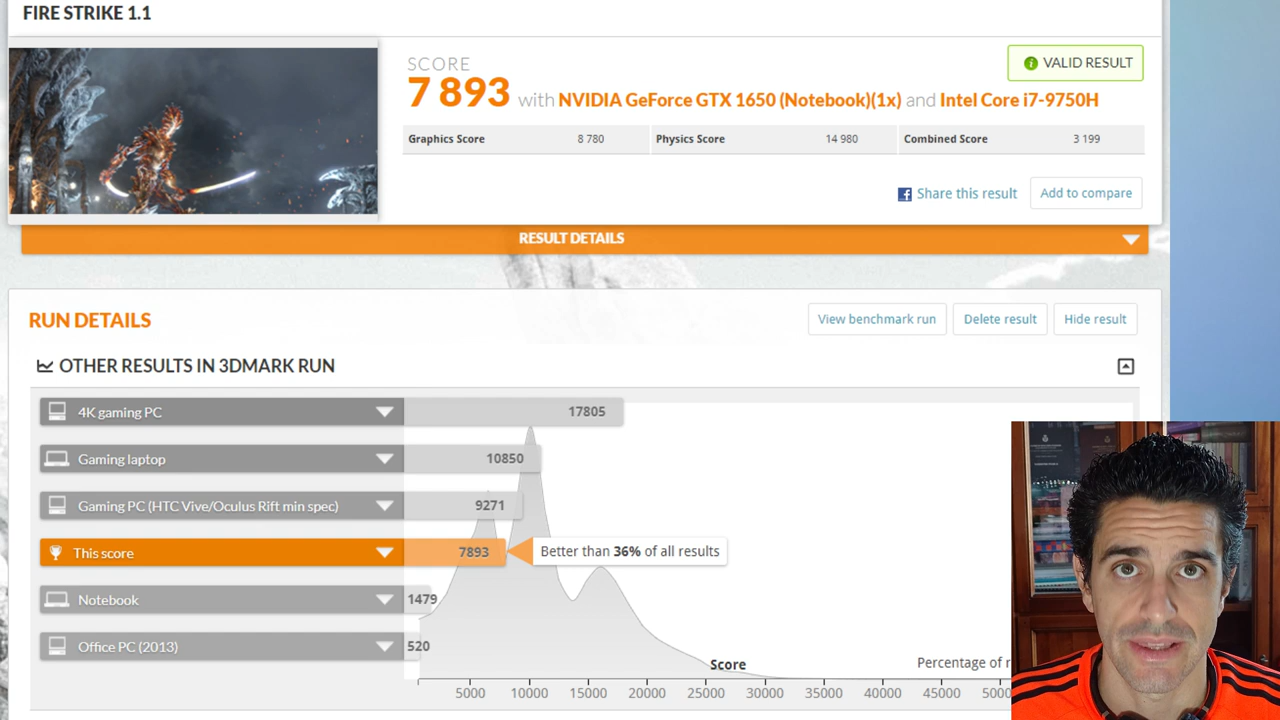 FIRE STRIKE 1.1
SCORE
7 893 with NVIDIA GeForce GTX 1650 (Notebook)(1x) and Intel Core i7-9750H
VALID RESULT
Graphics Score 8 780 Physics Score 14 980 Combined Score 3 199
Share this result Add to compare
RESULT DETAILS
RUN DETAILS
View benchmark run Delete result Hide result
OTHER RESULTS IN 3DMARK RUN
4K gaming PC 17805
Gaming laptop 10850
Gaming PC (HTC Vive/Oculus Rift min spec) 9271
This score 7893 Better than 36% of all results
Notebook 1479
Office PC (2013) 520
Score Percentage of
5000 10000 15000 20000 25000 30000 35000 40000 45000